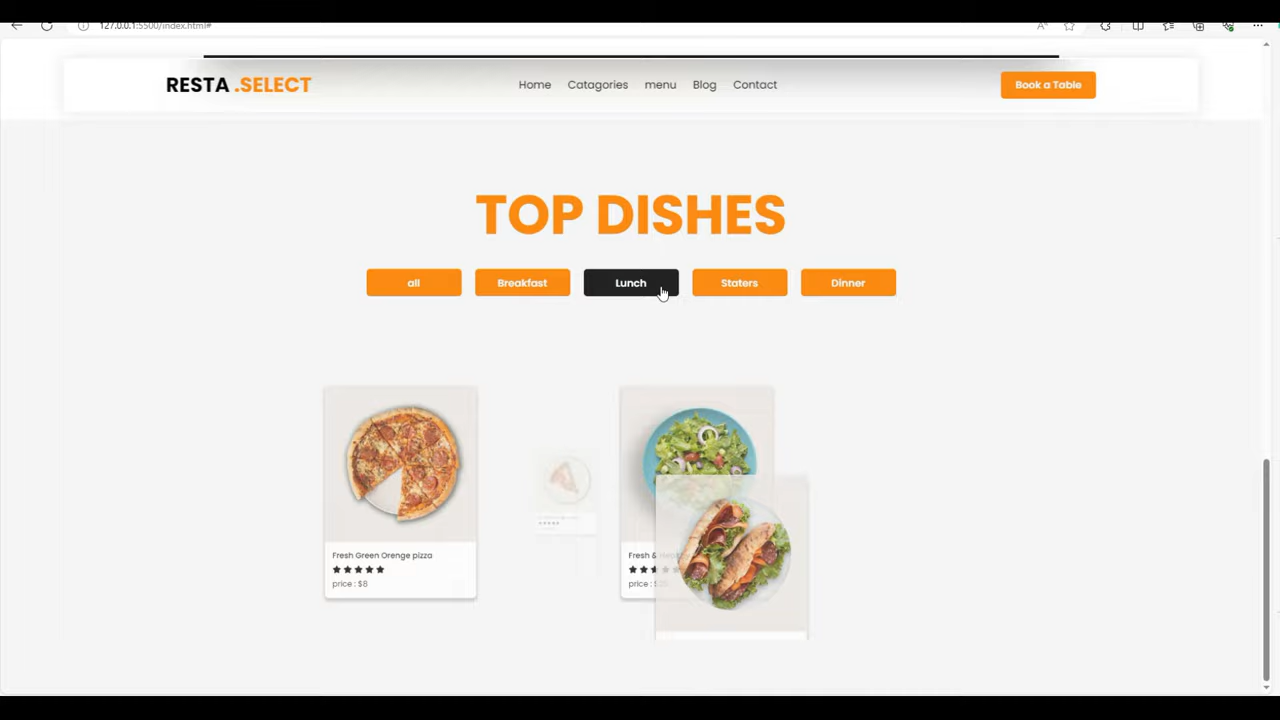 127.0.0.1:5500/index.html#
RESTA .SELECT
Home Catagories menu Blog Contact
Book a Table
TOP DISHES
all Breakfast Lunch Staters Dinner
Fresh Green Orenge pizza
price : $8
Fresh &
price :